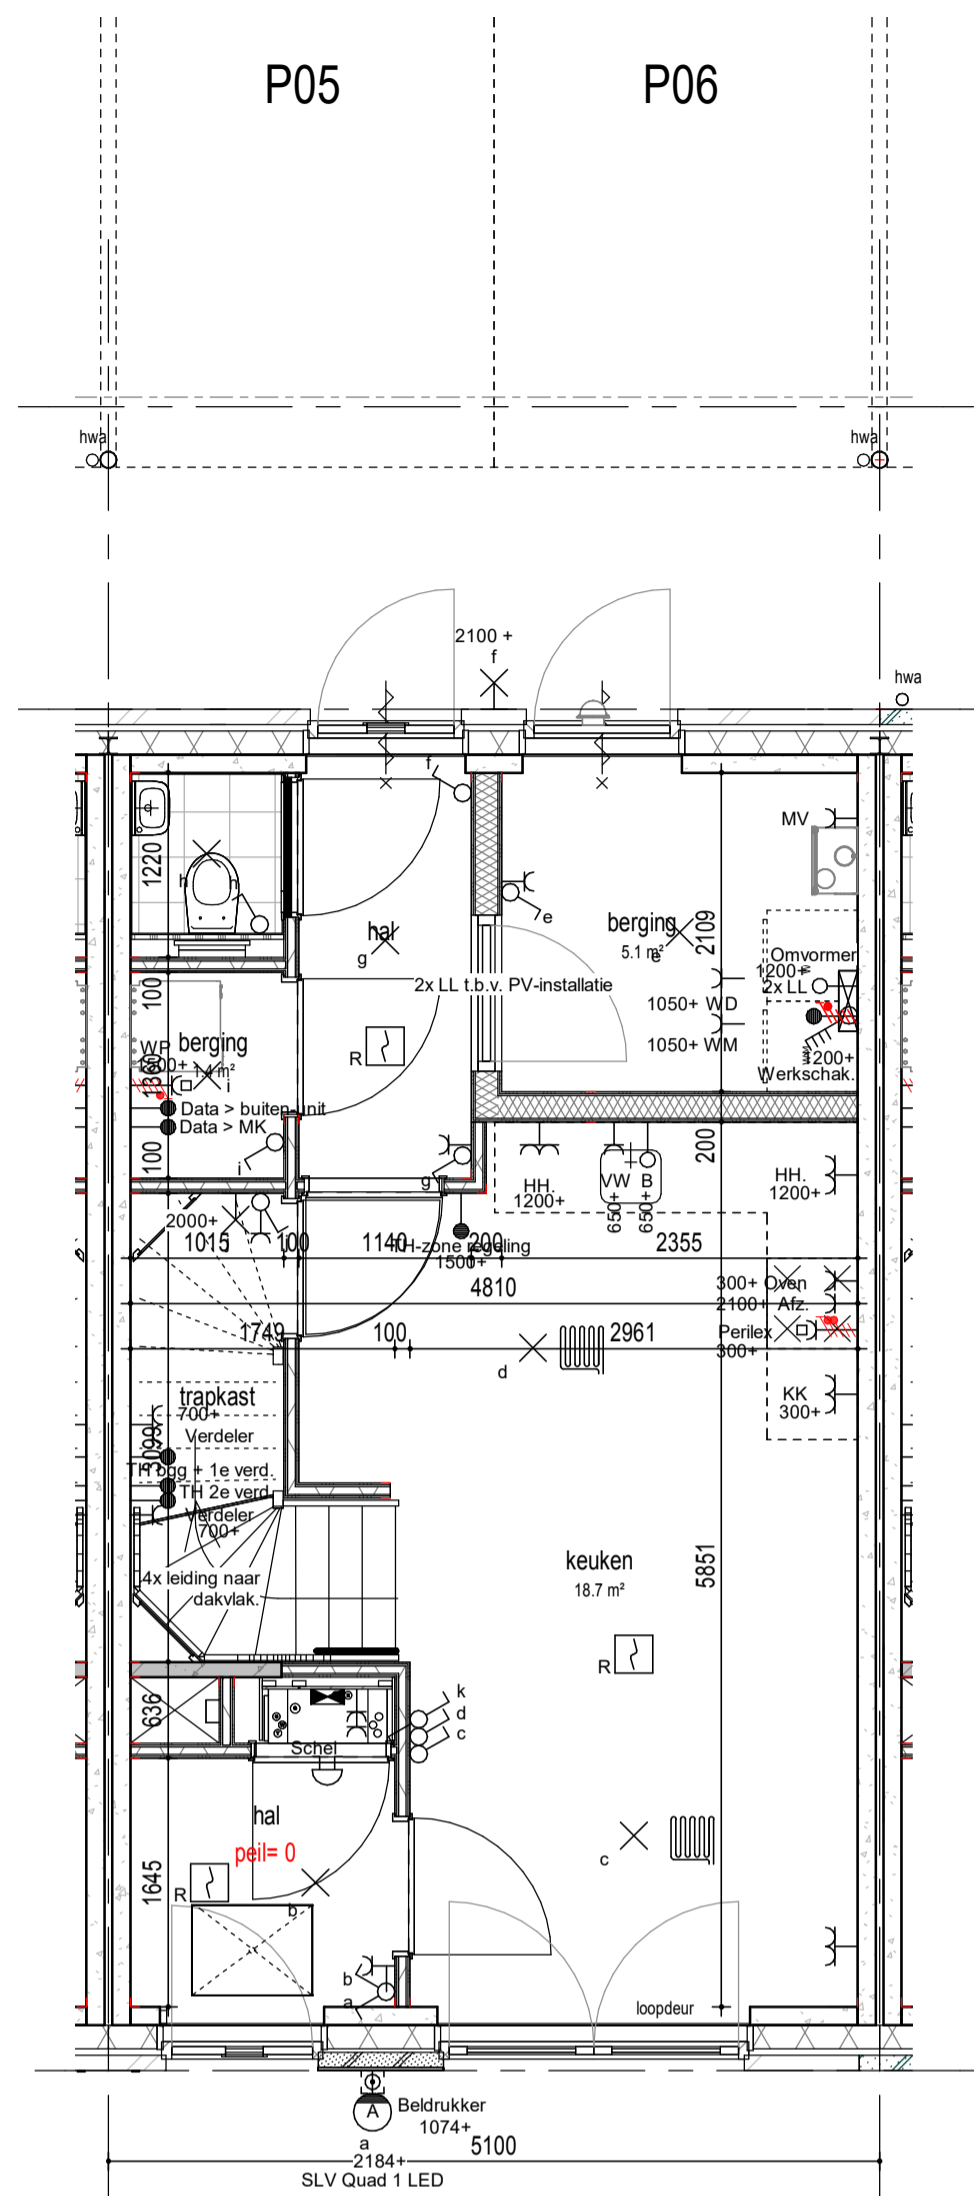 P05 P06
hwa hwa
2100 +
f
hwa
f
MV
1220
h h
hal
g
e
berging
5.1 m²
e
2109
Omvormer
1200+
2x LL
2x LL t.b.v. PV-installatie
1050+ WD
1050+ WM
1200+
Werkschak.
100
berging
1.4 m²
WP
1500+
1360
i
R
Data > buiten-unit
Data > MK
100
i
g
200
HH.
1200+
VW B
650+ 650+
HH.
1200+
2000+
1015 100 1140 200 2355
TH-zone regeling
1500+
4810
300+ Oven
2100+ Afz.
Perilex
300+
1749 100 2961
d
KK
300+
trapkast
700+
Verdeler
3099
TH bgg + 1e verd.
TH 2e verd.
Verdeler
700+
4x leiding naar
dakvlak.
keuken
18.7 m²
5851
R
636
k
d
c
Schel
hal
peil= 0
1645
R
b
c
b
a
loopdeur
A
Beldrukker
1074+
a
2184+
5100
SLV Quad 1 LED